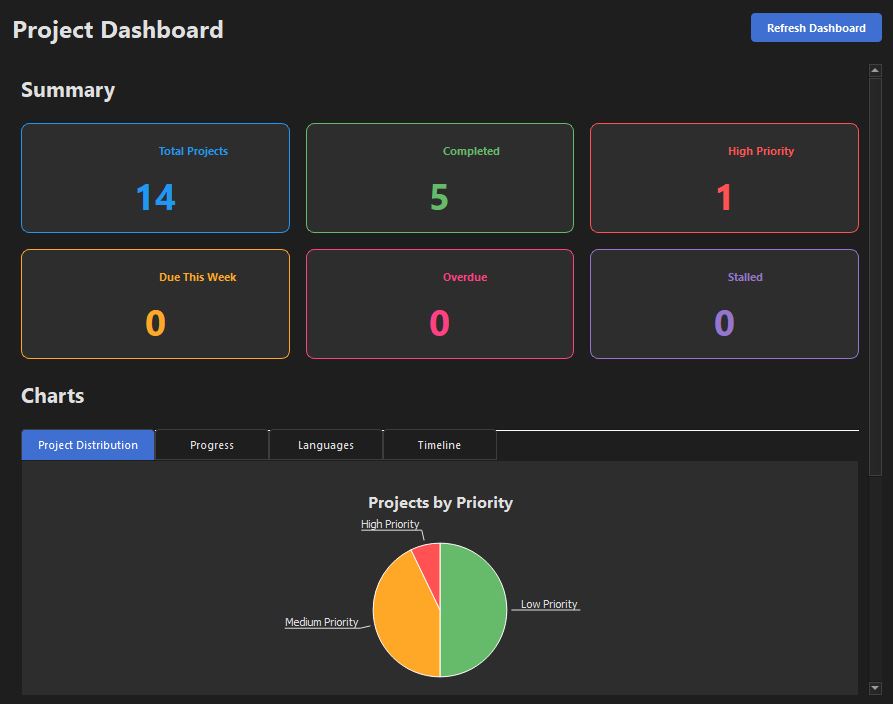 Project Dashboard
Refresh Dashboard
Summary
Total Projects
14
Completed
5
High Priority
1
Due This Week
0
Overdue
0
Stalled
0
Charts
Project Distribution
Progress
Languages
Timeline
Projects by Priority
High Priority
Low Priority
Medium Priority